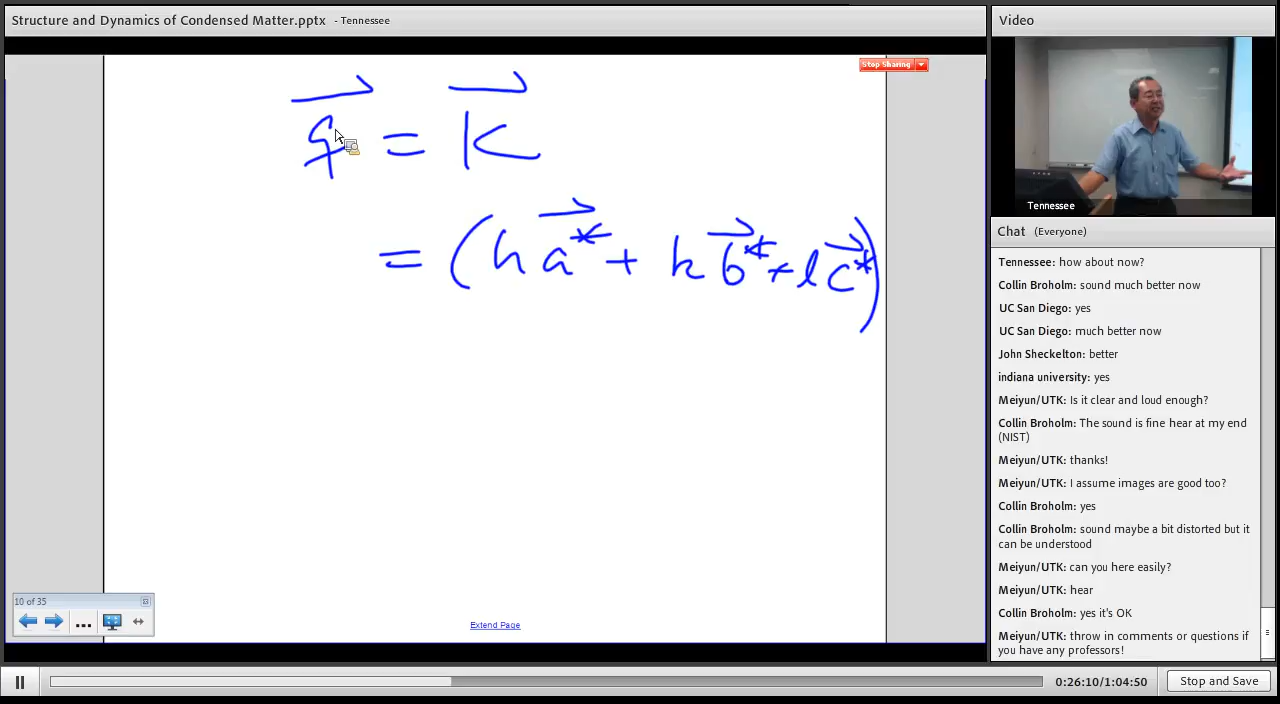 Structure and Dynamics of Condensed Matter.pptx - Tennessee
Stop Sharing
q⃗ = K⃗
= (h a⃗* + k b⃗* + l c⃗*)
10 of 35
...
Extend Page
Video
Tennessee
Chat (Everyone)
Tennessee: how about now?
Collin Broholm: sound much better now
UC San Diego: yes
UC San Diego: much better now
John Sheckelton: better
indiana university: yes
Meiyun/UTK: Is it clear and loud enough?
Collin Broholm: The sound is fine hear at my end
(NIST)
Meiyun/UTK: thanks!
Meiyun/UTK: I assume images are good too?
Collin Broholm: yes
Collin Broholm: sound maybe a bit distorted but it
can be understood
Meiyun/UTK: can you here easily?
Meiyun/UTK: hear
Collin Broholm: yes it's OK
Meiyun/UTK: throw in comments or questions if
you have any professors!
0:26:10/1:04:50
Stop and Save